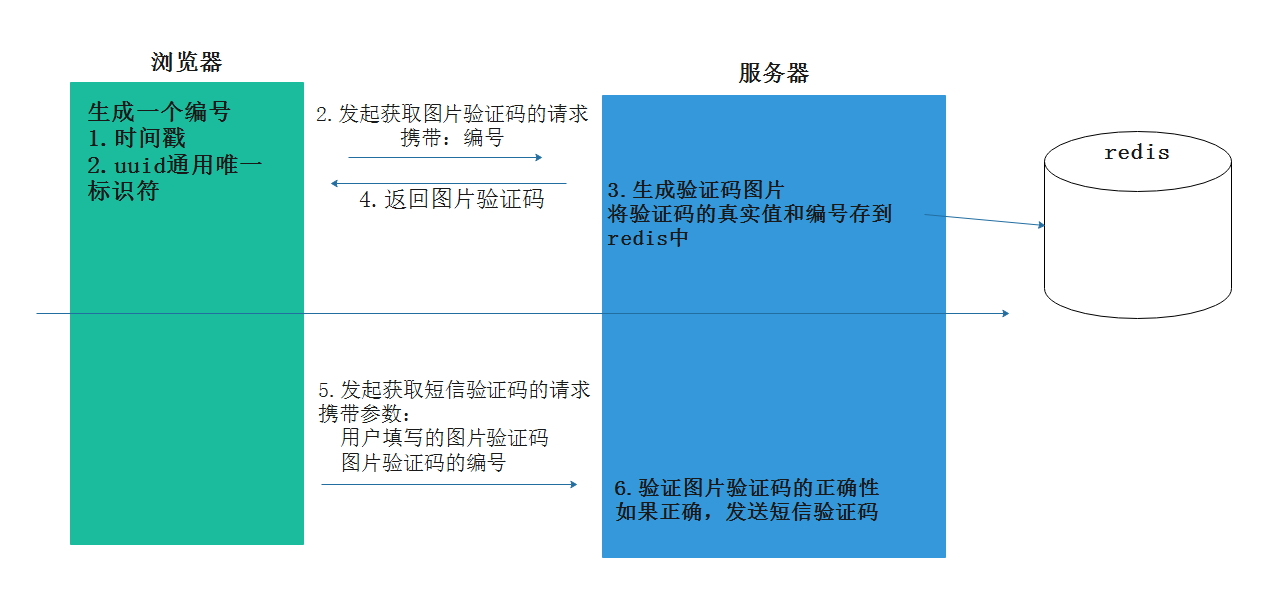 浏览器
生成一个编号
1.时间戳
2.uuid通用唯一
标识符
2.发起获取图片验证码的请求
携带：编号
4.返回图片验证码
服务器
3.生成验证码图片
将验证码的真实值和编号存到
redis中
redis
5.发起获取短信验证码的请求
携带参数：
用户填写的图片验证码
图片验证码的编号
6.验证图片验证码的正确性
如果正确，发送短信验证码